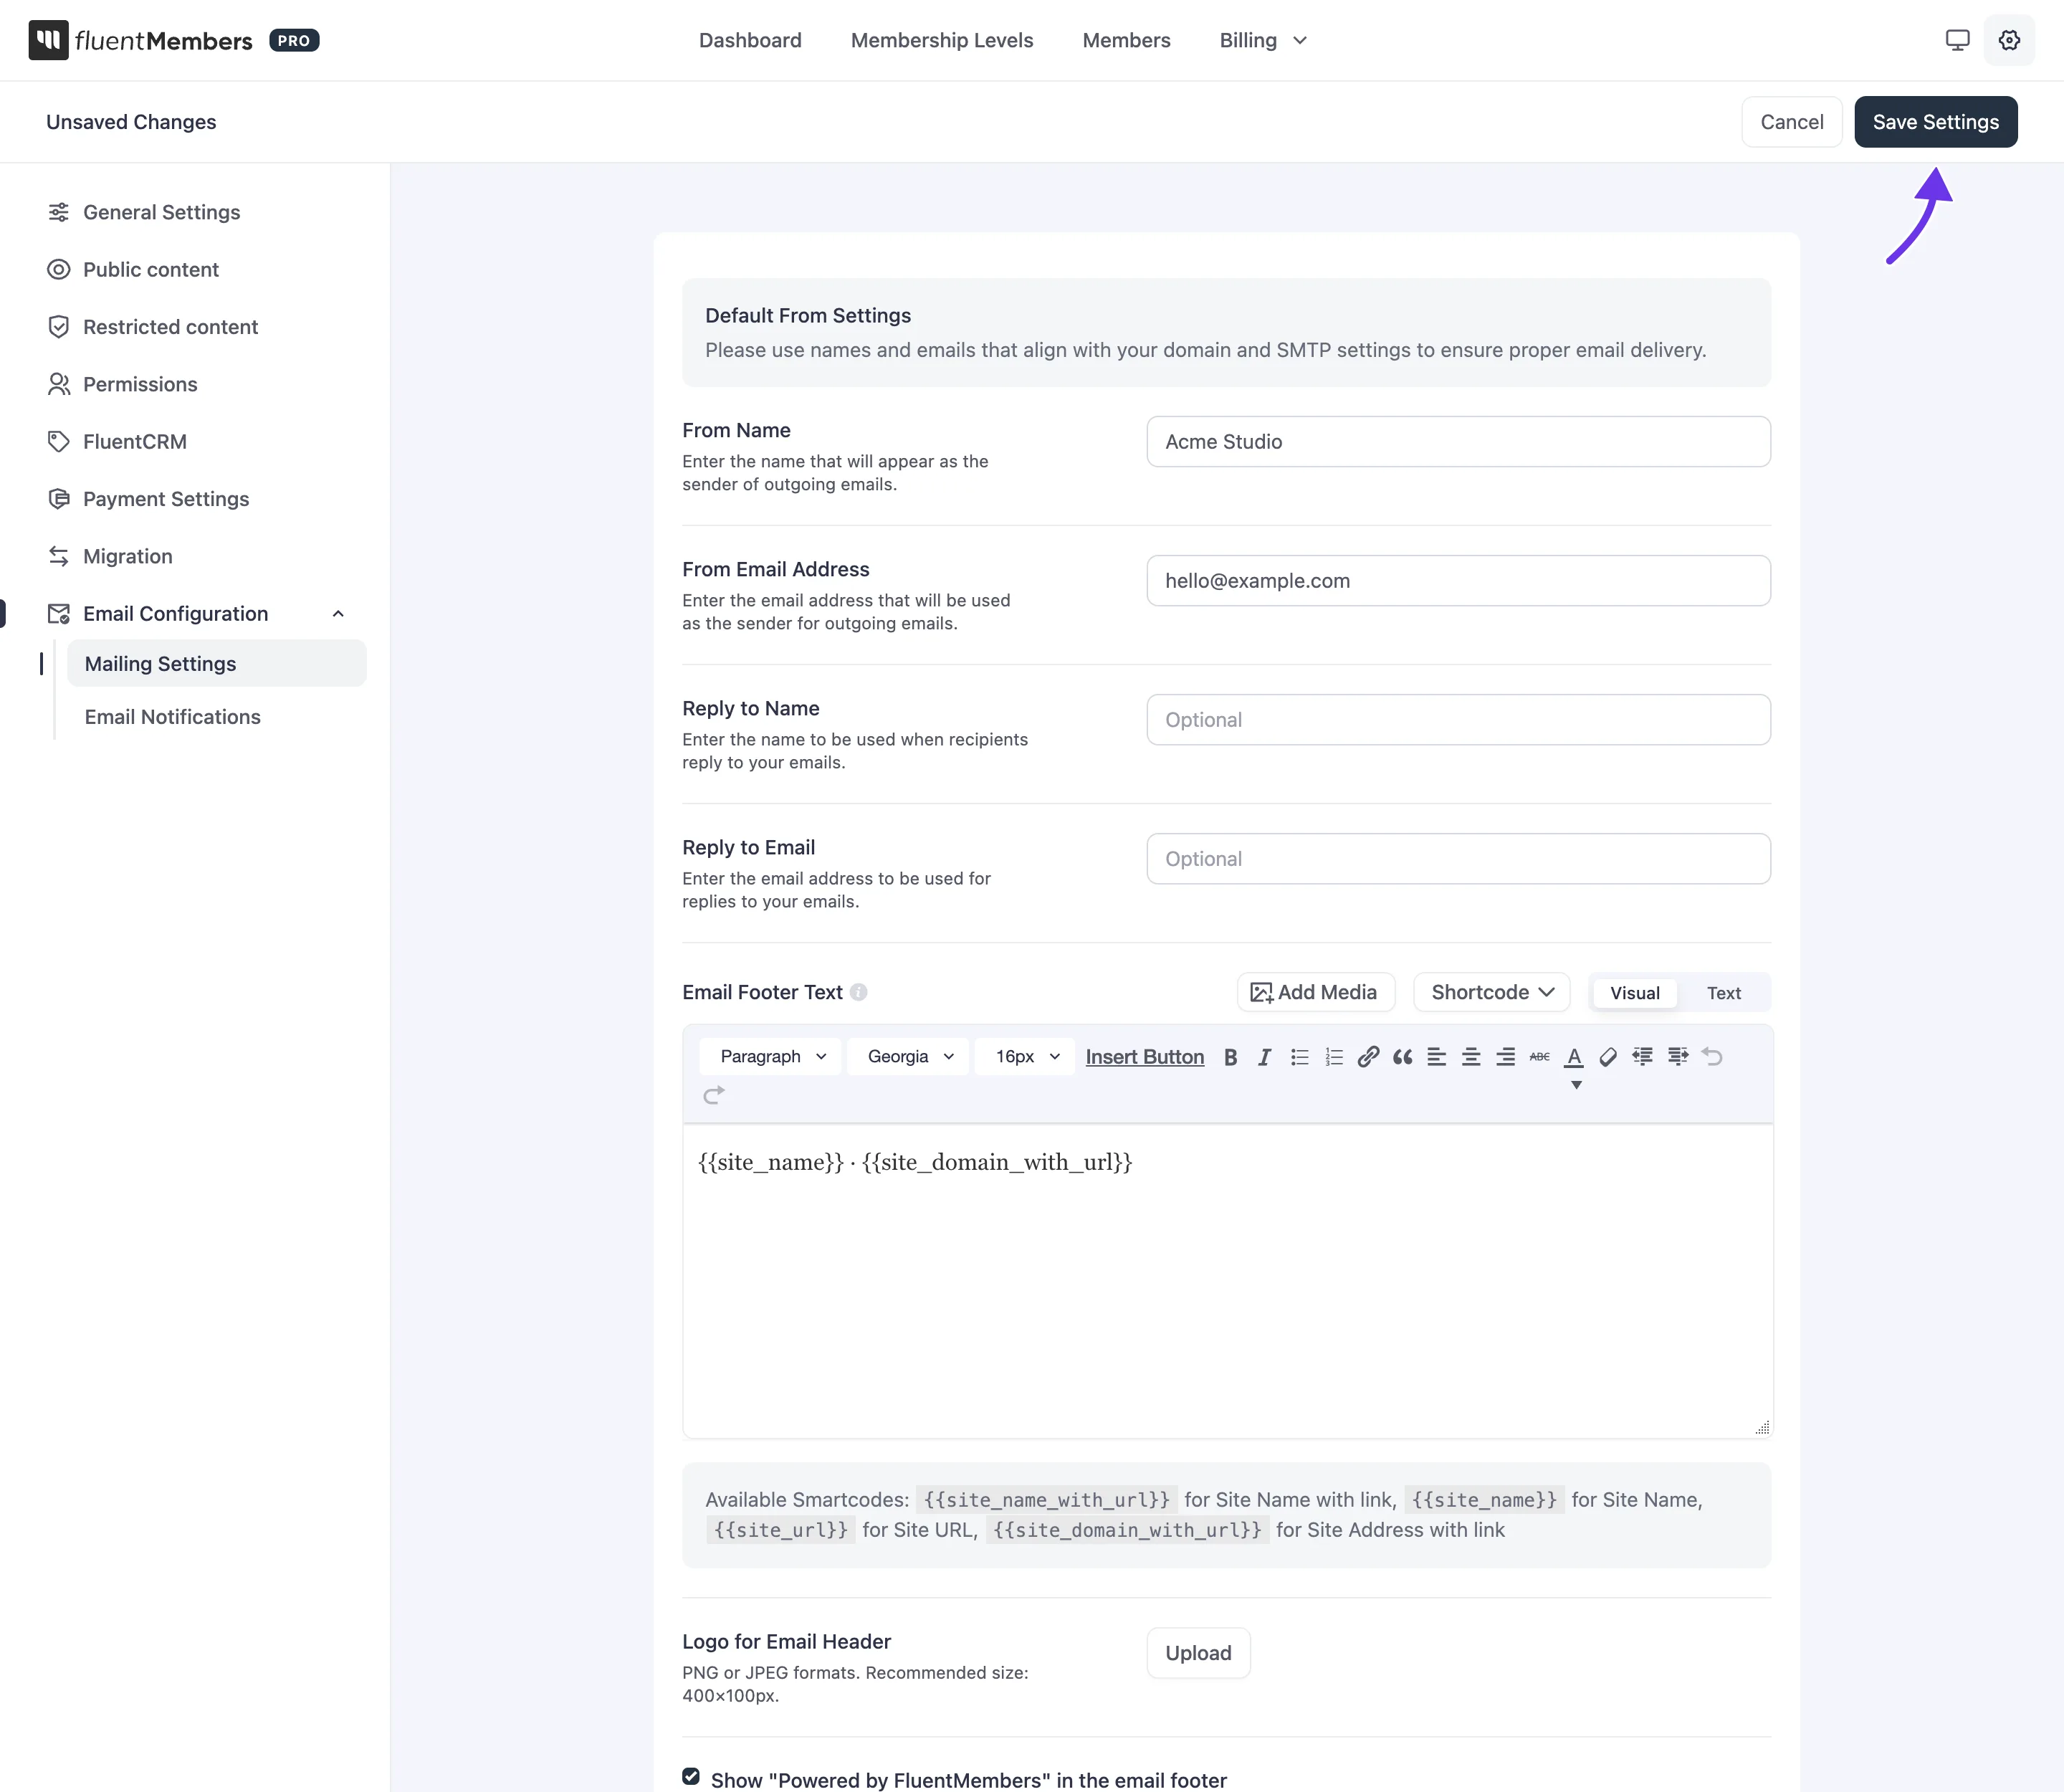 fluentMembers PRO
Dashboard
Membership Levels
Members
Billing
Unsaved Changes
Cancel
Save Settings
General Settings
Public content
Restricted content
Permissions
FluentCRM
Payment Settings
Migration
Email Configuration
Mailing Settings
Email Notifications
Default From Settings
Please use names and emails that align with your domain and SMTP settings to ensure proper email delivery.
From Name
Enter the name that will appear as the
sender of outgoing emails.
Acme Studio
From Email Address
Enter the email address that will be used
as the sender for outgoing emails.
hello@example.com
Reply to Name
Enter the name to be used when recipients
reply to your emails.
Optional
Reply to Email
Enter the email address to be used for
replies to your emails.
Optional
Email Footer Text
Add Media
Shortcode
Visual
Text
Paragraph
Georgia
16px
Insert Button
{{site_name}} · {{site_domain_with_url}}
Available Smartcodes: {{site_name_with_url}} for Site Name with link, {{site_name}} for Site Name,
{{site_url}} for Site URL, {{site_domain_with_url}} for Site Address with link
Logo for Email Header
PNG or JPEG formats. Recommended size:
400×100px.
Upload
Show "Powered by FluentMembers" in the email footer